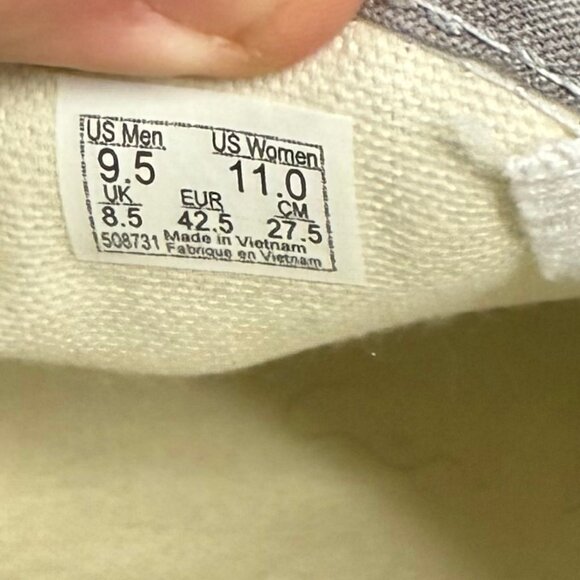 US Men US Women
9.5 11.0
UK EUR CM
8.5 42.5 27.5
508731 Made in Vietnam
Fabrique en Vietnam